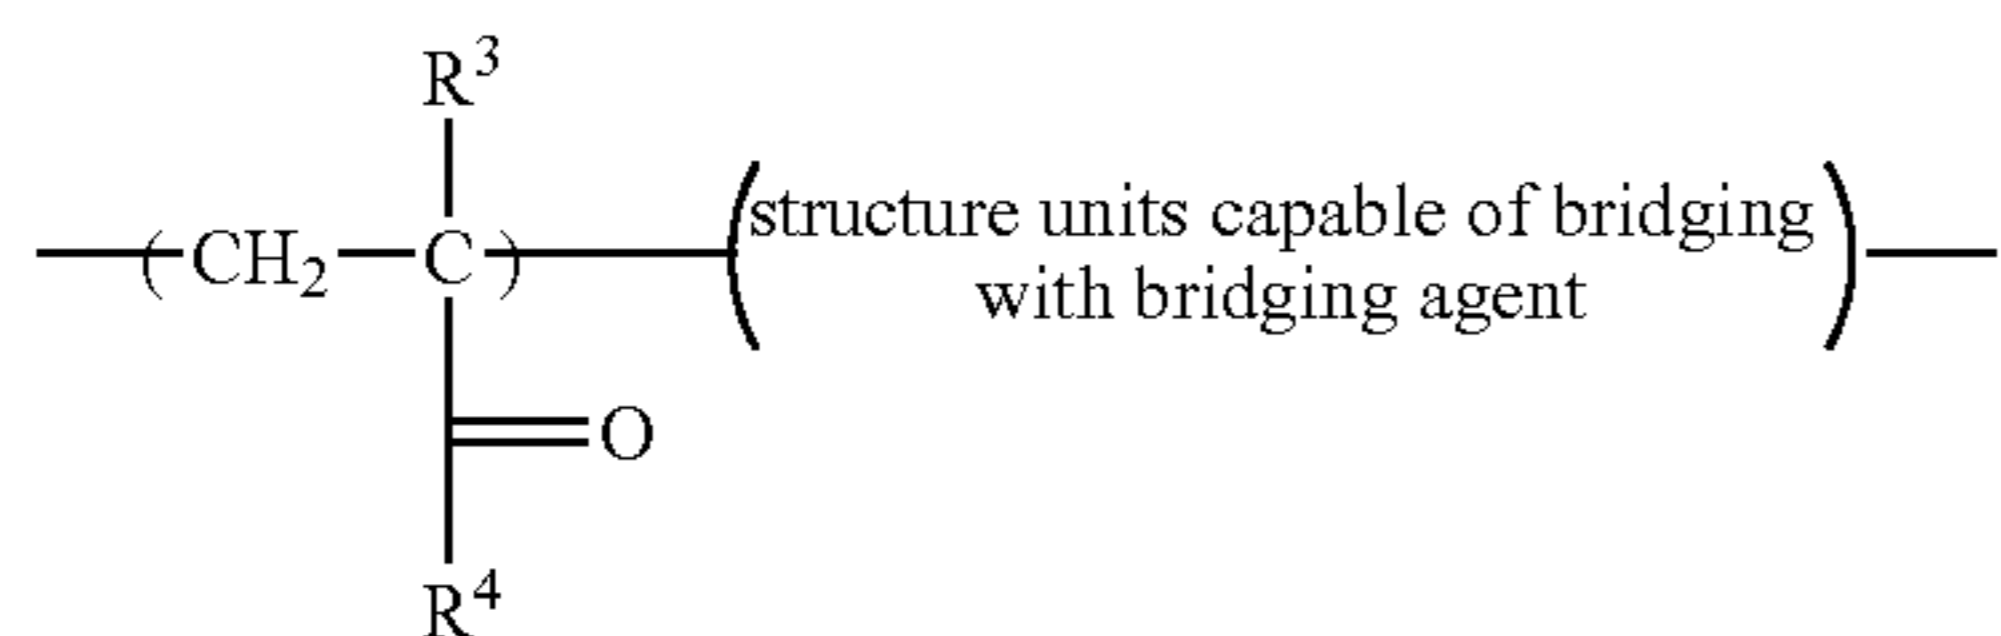 R³
structure units capable of bridging
(CH₂—C)
with bridging agent
O
R⁴